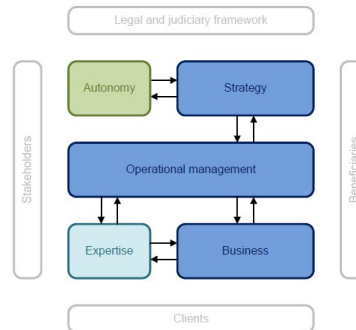 Legal and judiciary framework
Stakeholders
Autonomy
Strategy
Beneficiaries
Operational management
Expertise
Business
Clients